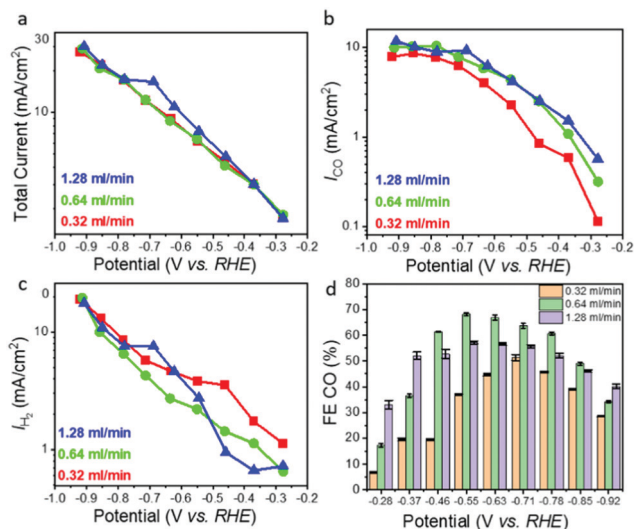 a
30
10
Total Current (mA/cm²)
1.28 ml/min
0.64 ml/min
0.32 ml/min
-1.0 -0.9 -0.8 -0.7 -0.6 -0.5 -0.4 -0.3 -0.2
Potential (V vs. RHE)
b
10
1
0.1
I_CO (mA/cm²)
1.28 ml/min
0.64 ml/min
0.32 ml/min
-1.0 -0.9 -0.8 -0.7 -0.6 -0.5 -0.4 -0.3 -0.2
Potential (V vs. RHE)
c
0
10
1
I_H₂ (mA/cm²)
1.28 ml/min
0.64 ml/min
0.32 ml/min
-1.0 -0.9 -0.8 -0.7 -0.6 -0.5 -0.4 -0.3 -0.2
Potential (V vs. RHE)
d
0.32 ml/min
0.64 ml/min
1.28 ml/min
80
70
60
50
40
30
20
10
0
FE CO (%)
-0.28 -0.37 -0.46 -0.55 -0.63 -0.71 -0.78 -0.85 -0.92
Potential (V vs. RHE)